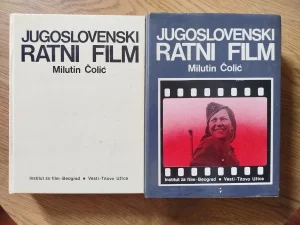 JUGOSLOVENSKI
RATNI FILM
Milutin Čolić
Institut za film-Beograd • Vesti-Titovo Užice
JUGOSLOVENSKI
RATNI FILM
Milutin Čolić
Institut za film-Beograd • Vesti-Titovo Užice